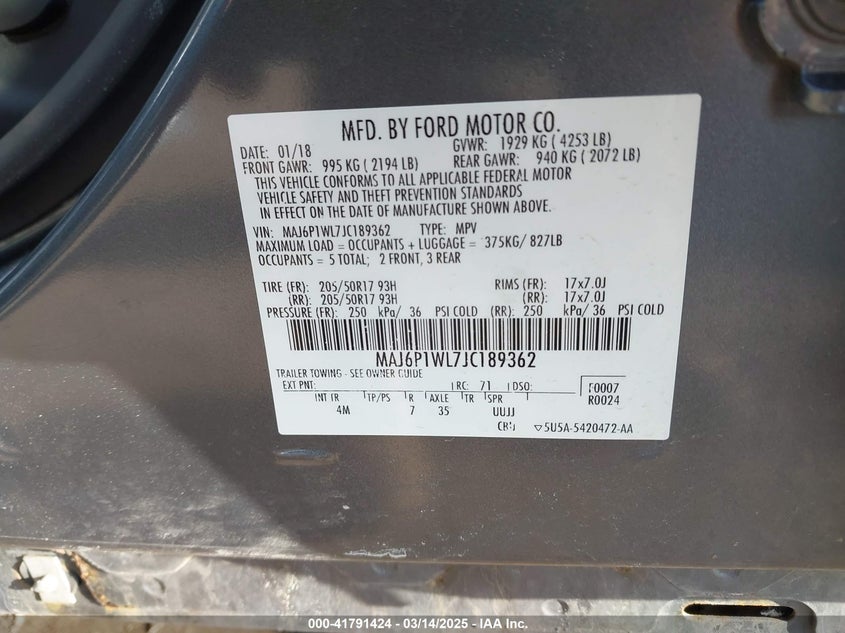 MFD. BY FORD MOTOR CO.
DATE: 01/18 GVWR: 1929 KG ( 4253 LB)
FRONT GAWR: 995 KG ( 2194 LB) REAR GAWR: 940 KG ( 2072 LB)
THIS VEHICLE CONFORMS TO ALL APPLICABLE FEDERAL MOTOR
VEHICLE SAFETY AND THEFT PREVENTION STANDARDS
IN EFFECT ON THE DATE OF MANUFACTURE SHOWN ABOVE.
VIN: MAJ6P1WL7JC189362 TYPE: MPV
MAXIMUM LOAD = OCCUPANTS + LUGGAGE = 375KG/ 827LB
OCCUPANTS = 5 TOTAL; 2 FRONT, 3 REAR
TIRE (FR): 205/50R17 93H RIMS (FR): 17x7.0J
(RR): 205/50R17 93H (RR): 17x7.0J
PRESSURE (FR): 250 kPa/ 36 PSI COLD (RR): 250 kPa/ 36 PSI COLD
MAJ6P1WL7JC189362
TRAILER TOWING - SEE OWNER GUIDE
EXT PNT: RC: 71 DSO: F0007
R0024
INT TR TP/PS R AXLE TR SPR
4M 7 35 UUJJ
▽5U5A-5420472-AA
000-41791424 - 03/14/2025 - IAA Inc.